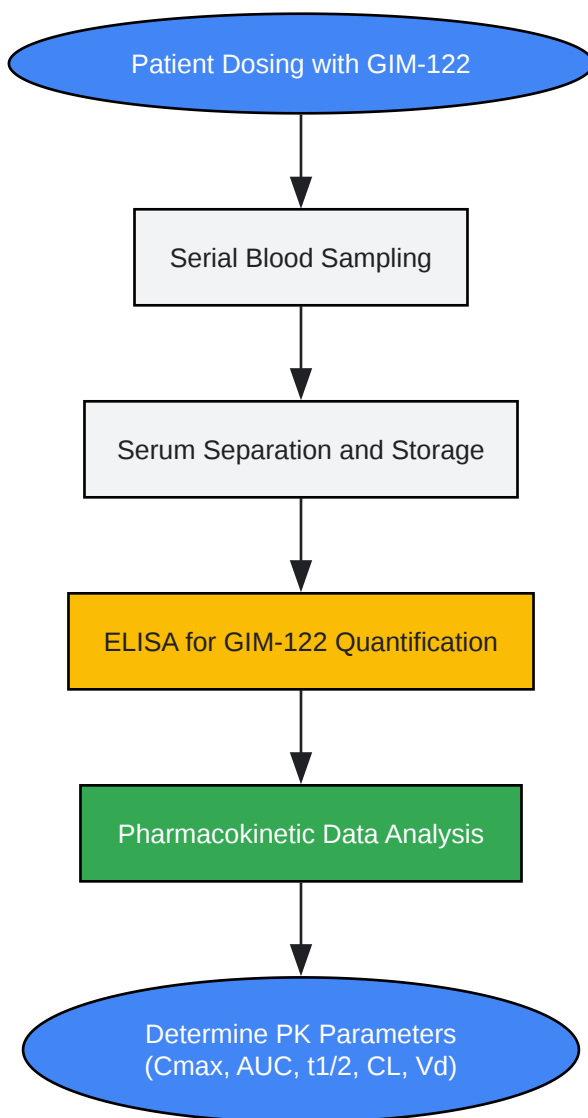 Patient Dosing with GIM-122
Serial Blood Sampling
Serum Separation and Storage
ELISA for GIM-122 Quantification
Pharmacokinetic Data Analysis
Determine PK Parameters
(Cmax, AUC, t1/2, CL, Vd)